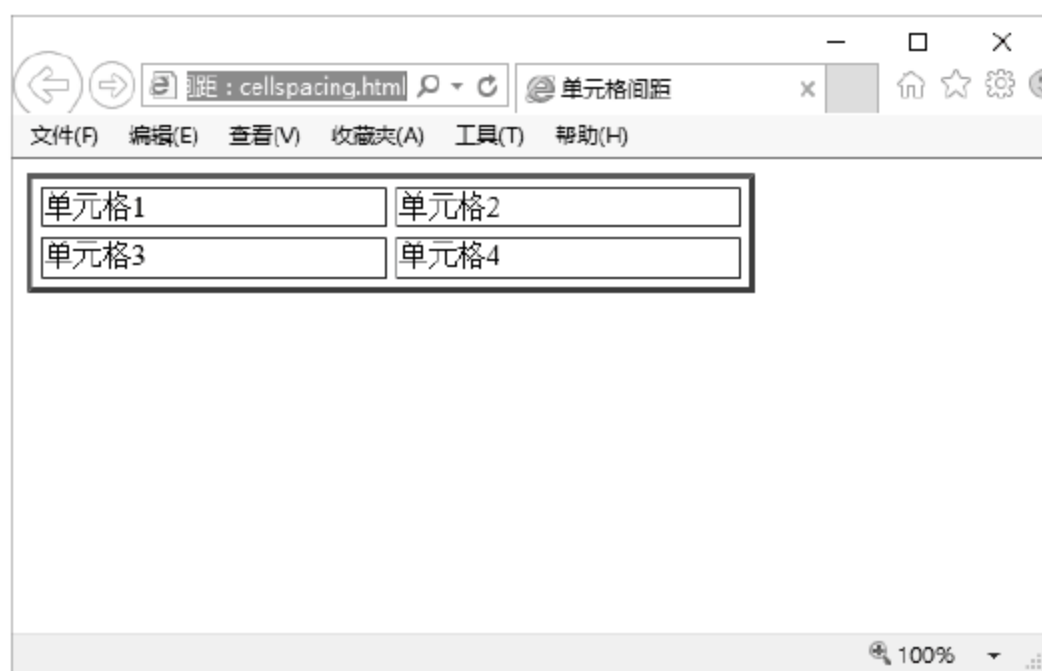 距：cellspacing.html
单元格间距
文件(F) 编辑(E) 查看(V) 收藏夹(A) 工具(T) 帮助(H)
单元格1 单元格2
单元格3 单元格4
100%